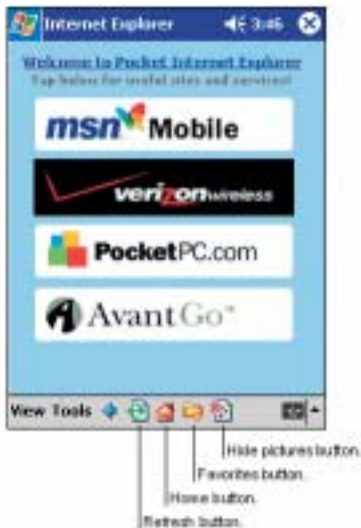 Internet Explorer 3:46
Welcome to Pocket Internet Explorer
Tap below for useful sites and services!
msn Mobile
verizonwireless
PocketPC.com
AvantGo™
View Tools
Hide pictures button.
Favorites button.
Home button.
Refresh button.